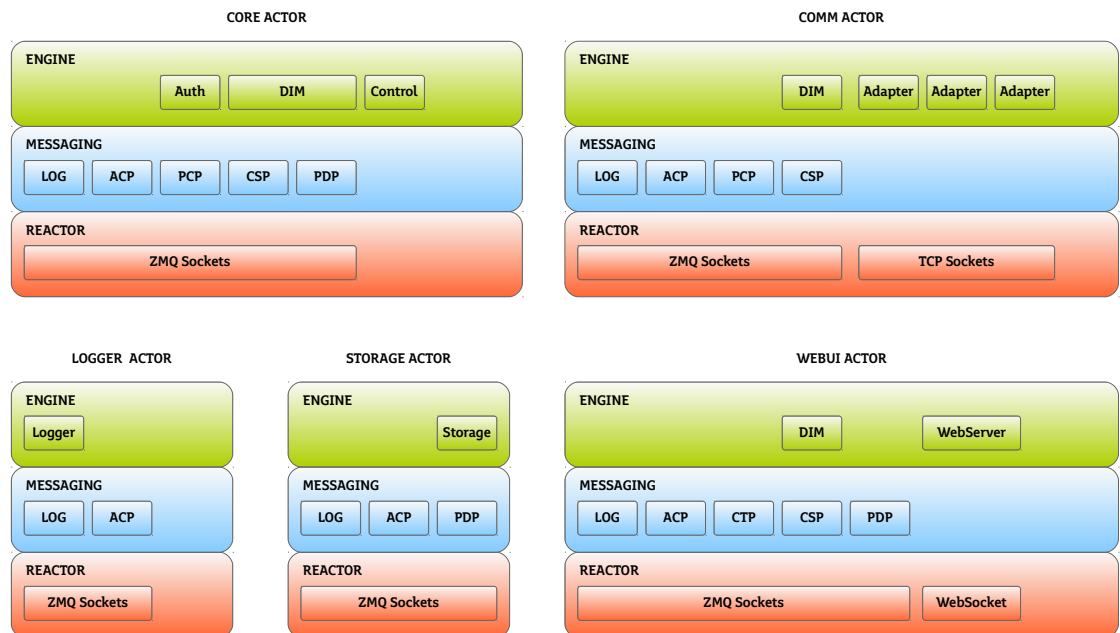 CORE ACTOR
ENGINE
Auth DIM Control
MESSAGING
LOG ACP PCP CSP PDP
REACTOR
ZMQ Sockets
COMM ACTOR
ENGINE
DIM Adapter Adapter Adapter
MESSAGING
LOG ACP PCP CSP
REACTOR
ZMQ Sockets TCP Sockets
LOGGER ACTOR
ENGINE
Logger
MESSAGING
LOG ACP
REACTOR
ZMQ Sockets
STORAGE ACTOR
ENGINE
Storage
MESSAGING
LOG ACP PDP
REACTOR
ZMQ Sockets
WEBUI ACTOR
ENGINE
DIM WebServer
MESSAGING
LOG ACP CTP CSP PDP
REACTOR
ZMQ Sockets WebSocket